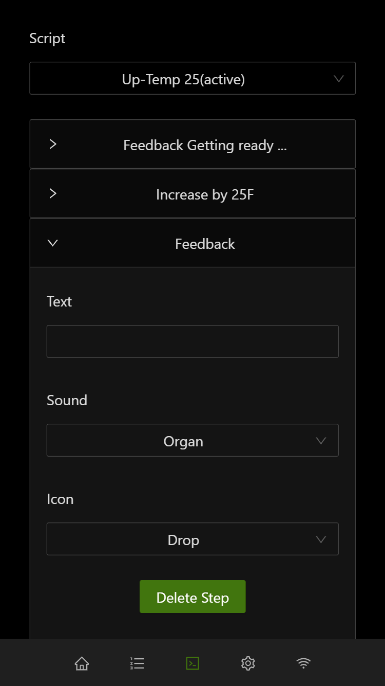 Script
Up-Temp 25(active)
Feedback Getting ready ...
Increase by 25F
Feedback
Text
Sound
Organ
Icon
Drop
Delete Step